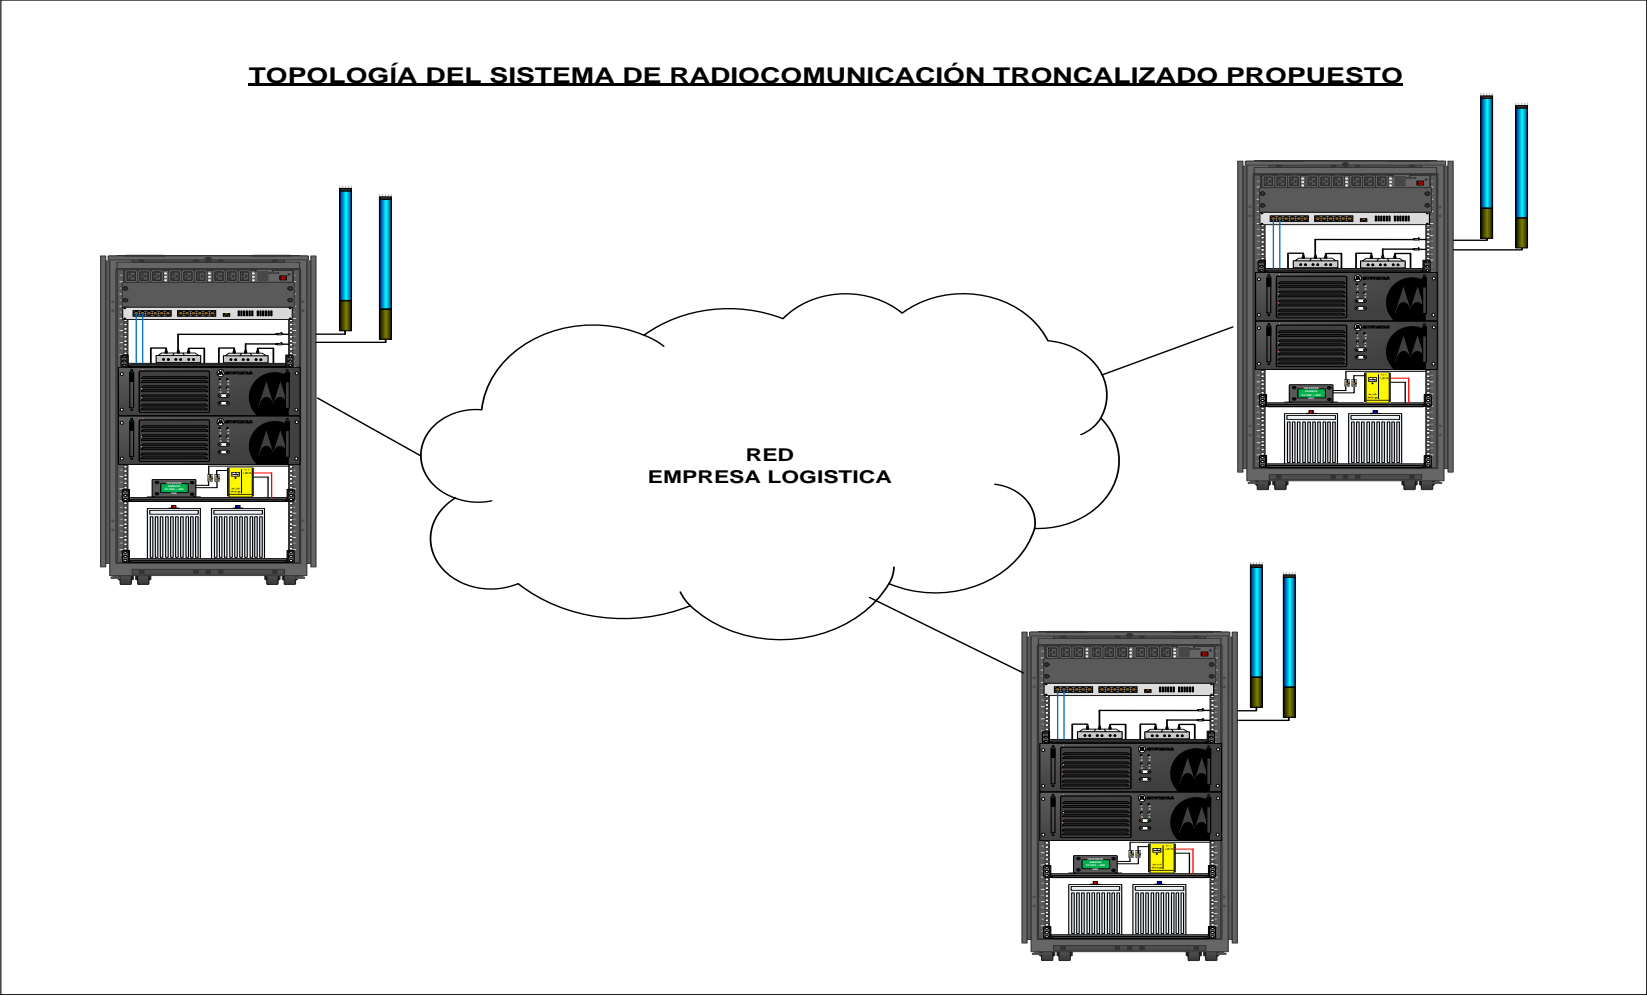 TOPOLOGÍA DEL SISTEMA DE RADIOCOMUNICACIÓN TRONCALIZADO PROPUESTO
RED
EMPRESA LOGISTICA